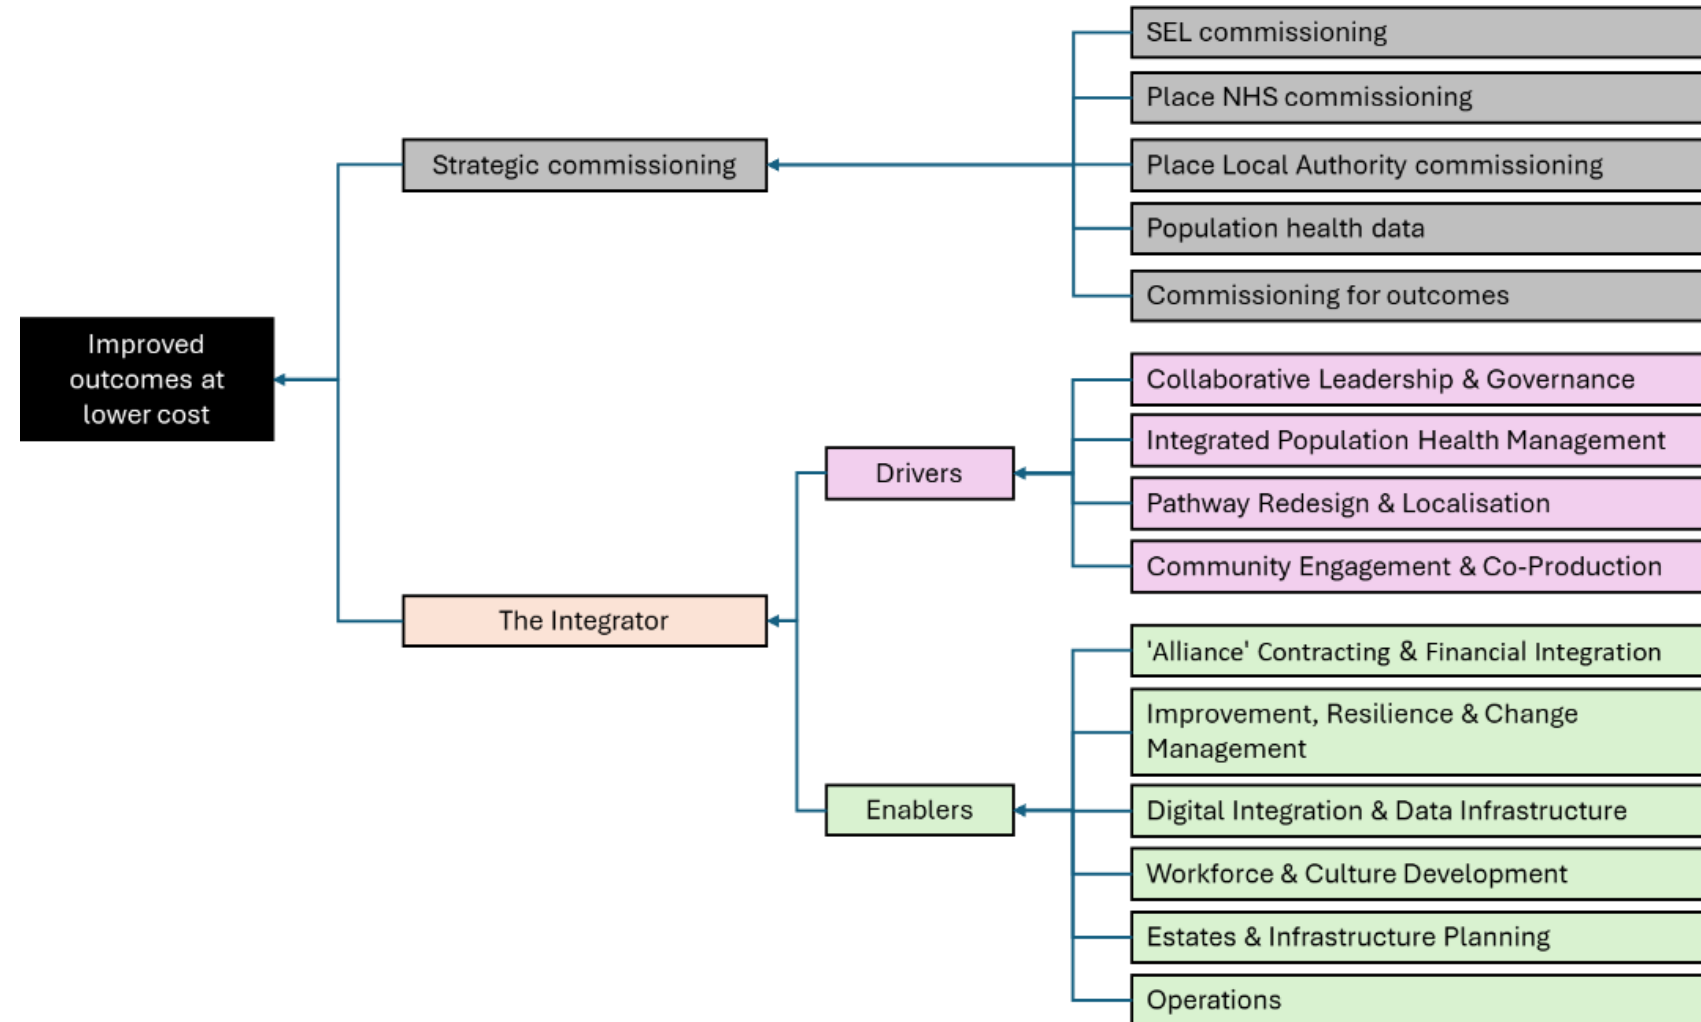 SEL commissioning
Place NHS commissioning
Strategic commissioning
Place Local Authority commissioning
Population health data
Commissioning for outcomes
Improved
outcomes at
lower cost
Collaborative Leadership & Governance
Integrated Population Health Management
Drivers
Pathway Redesign & Localisation
Community Engagement & Co-Production
The Integrator
'Alliance' Contracting & Financial Integration
Improvement, Resilience & Change
Management
Enablers
Digital Integration & Data Infrastructure
Workforce & Culture Development
Estates & Infrastructure Planning
Operations